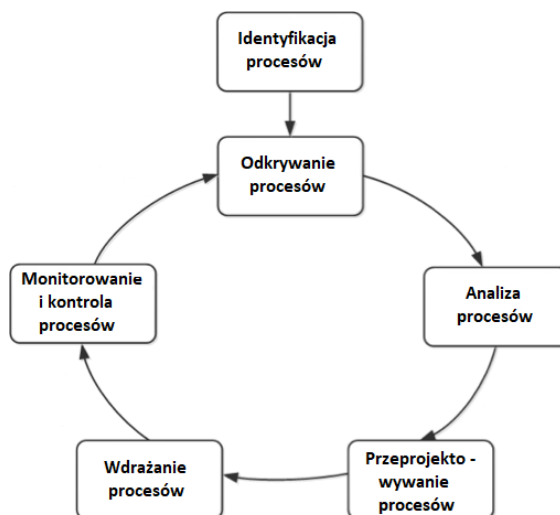 Identyfikacja
procesów
Odkrywanie
procesów
Analiza
procesów
Przeprojekto -
wywanie
procesów
Wdrażanie
procesów
Monitorowanie
i kontrola
procesów